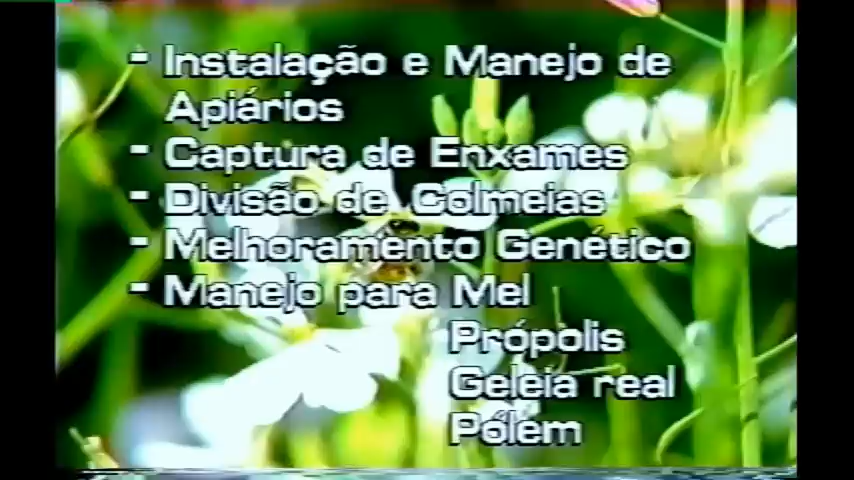 - Instalação e Manejo de
Apiários
- Captura de Enxames
- Divisão de Colmeias
- Melhoramento Genético
- Manejo para Mel
Própolis
Geleia real
Pólem